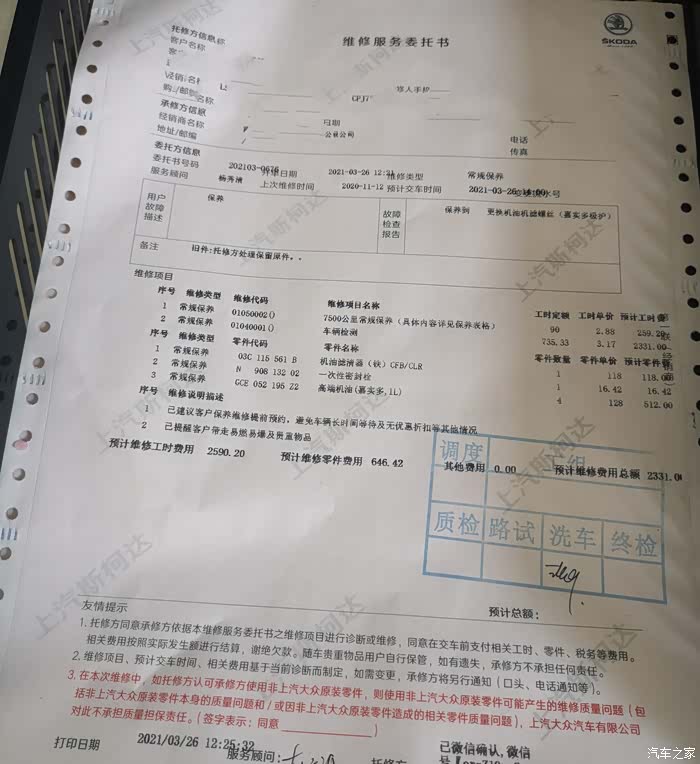 维修服务委托书
ŠKODA
托修方信息
客户名称
承修方信息
经销商名称
地址/邮编
公司
电话
传真
委托方信息
委托书号码 202103-0676 开单日期 2021-03-26 12:21 维修类型 常规保养
服务顾问 上次维修时间 2020-11-12 预计交车时间 2021-03-26 14:00
用户故障描述 保养 故障检查报告 保养到 更换机油机滤螺丝(嘉实多极护)
备注 旧件:托修方处理保留原件。.
维修项目
序号 维修类型 维修代码 维修项目名称 工时定额 工时单价 预计工时费
1 常规保养 01050002() 7500公里常规保养(具体内容详见保养表格) 90 2.88 259.20
2 常规保养 01040001() 车辆检测 735.33 3.17 2331.00
序号 维修类型 零件代码 零件名称 零件数量 零件单价 预计零件
1 常规保养 03C 115 561 B 机油滤清器(铁)CFB/CLR 1 118 118.00
2 常规保养 N 908 132 02 一次性密封栓 1 16.42 16.42
3 常规保养 GCE 052 195 Z2 高端机油(嘉实多,1L) 4 128 512.00
序号 维修说明描述
1 已建议客户保养维修提前预约,避免车辆长时间等待及无优惠折扣等其他情况
2 已提醒客户带走易燃易爆及贵重物品
预计维修工时费用 2590.20 预计维修零件费用 646.42 其他费用 0.00 预计维修费用总额 2331.00
调度
质检 路试 洗车 终检
预计总额:
友情提示
1. 托修方同意承修方依据本维修服务委托书之维修项目进行诊断或维修,同意在交车前支付相关工时、零件、税务等费用。
相关费用按照实际发生额进行结算,谢绝欠款。随车贵重物品用户自行保管,如有遗失,承修方不承担任何责任。
2. 维修项目、预计交车时间、相关费用基于当前诊断而制定,如需变更,承修方将另行通知(口头、电话通知等)。
3. 在本次维修中,如托修方认可承修方使用非上汽大众原装零件,则使用非上汽大众原装零件可能产生的维修质量问题(包
括非上汽大众原装零件本身的质量问题和/或因非上汽大众原装零件造成的相关零件质量问题),上汽大众汽车有限公司
对此不承担质量担保责任。(签字表示:同意 )
打印日期 2021/03/26 12:25:32 服务顾问: 已微信确认,微信
托修方
上汽斯柯达
汽车之家